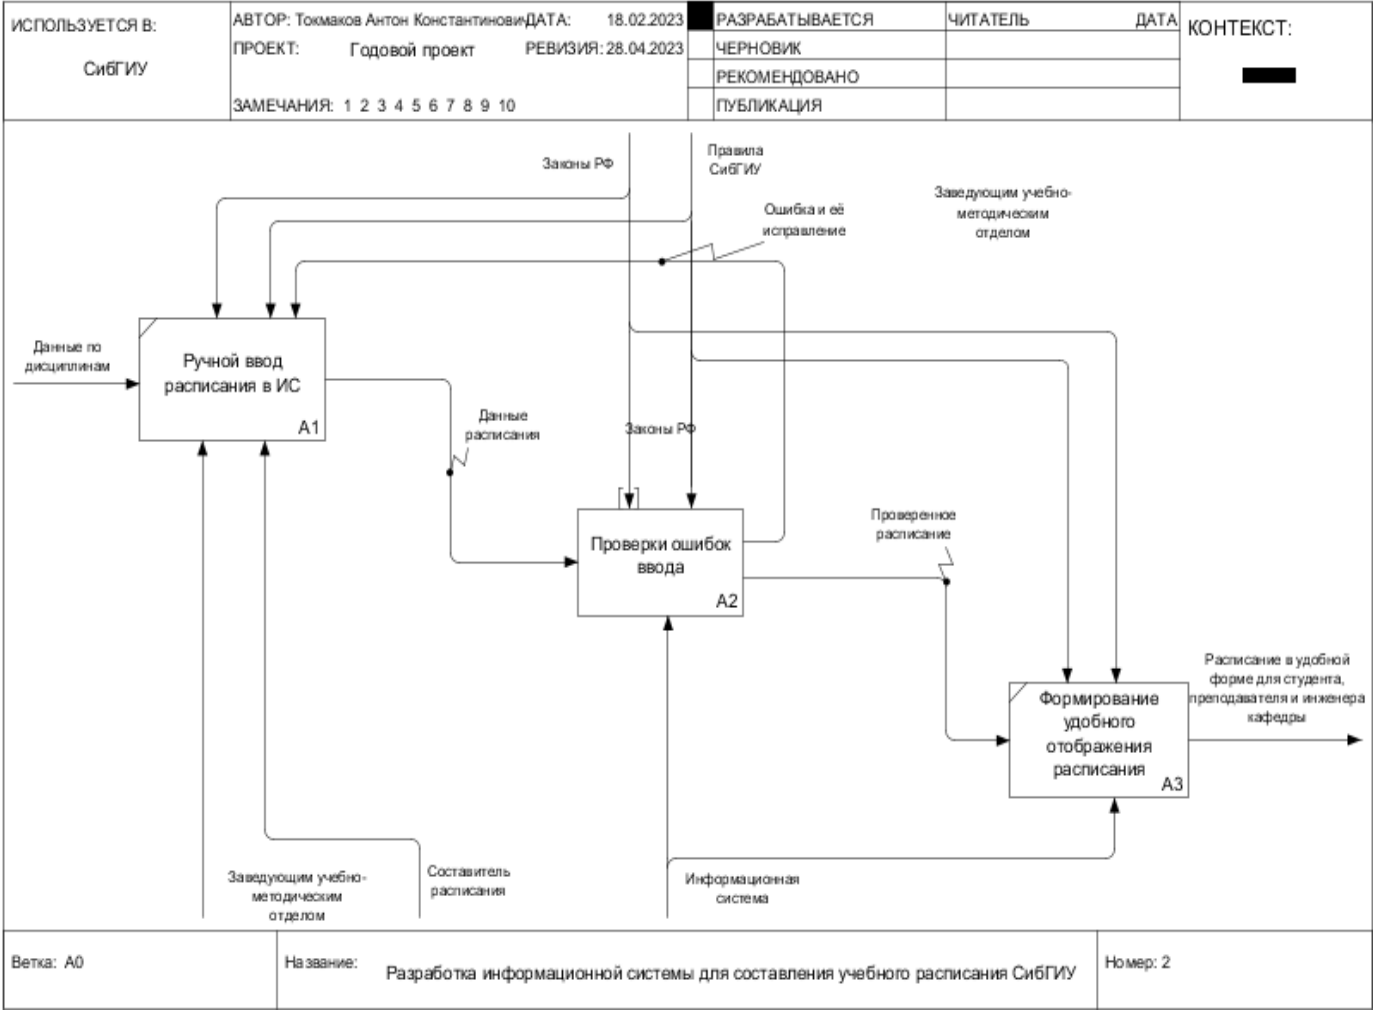 ИСПОЛЬЗУЕТСЯ В:
СибГИУ
АВТОР: Токмаков Антон Константинович
ДАТА: 18.02.2023
ПРОЕКТ: Годовой проект
РЕВИЗИЯ: 28.04.2023
ЗАМЕЧАНИЯ: 1 2 3 4 5 6 7 8 9 10
РАЗРАБАТЫВАЕТСЯ
ЧЕРНОВИК
РЕКОМЕНДОВАНО
ПУБЛИКАЦИЯ
ЧИТАТЕЛЬ
ДАТА
КОНТЕКСТ:
Законы РФ
Правила
СибГИУ
Ошибка и её
исправление
Заведующим учебно-
методическим
отделом
Данные по
дисциплинам
Ручной ввод
расписания в ИС
A1
Данные
расписания
Законы РФ
Проверки ошибок
ввода
A2
Проверенное
расписание
Формирование
удобного
отображения
расписания
A3
Расписание в удобной
форме для студента,
преподавателя и инженера
кафедры
Заведующим учебно-
методическим
отделом
Составитель
расписания
Информационная
система
Ветка: A0
Название:
Разработка информационной системы для составления учебного расписания СибГИУ
Номер: 2